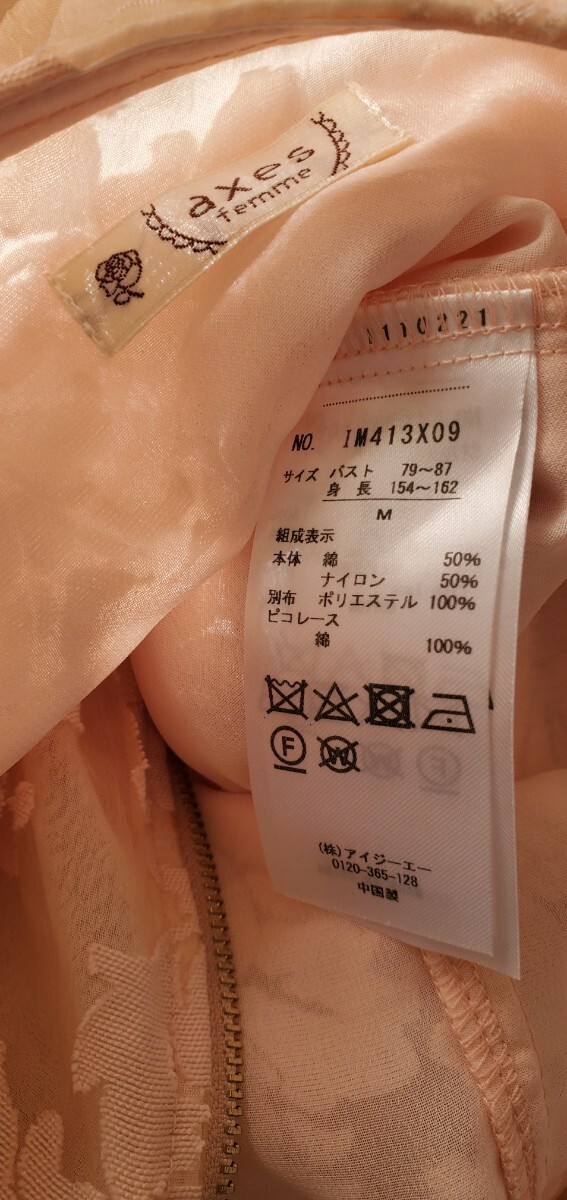 axes
femme
1110221
NO. IM413X09
サイズ バスト 79～87
身長 154～162
M
組成表示
本体 綿 50%
ナイロン 50%
別布 ポリエステル 100%
ピコレース
綿 100%
F W
(株)アイジーエー
0120-365-128
中国製